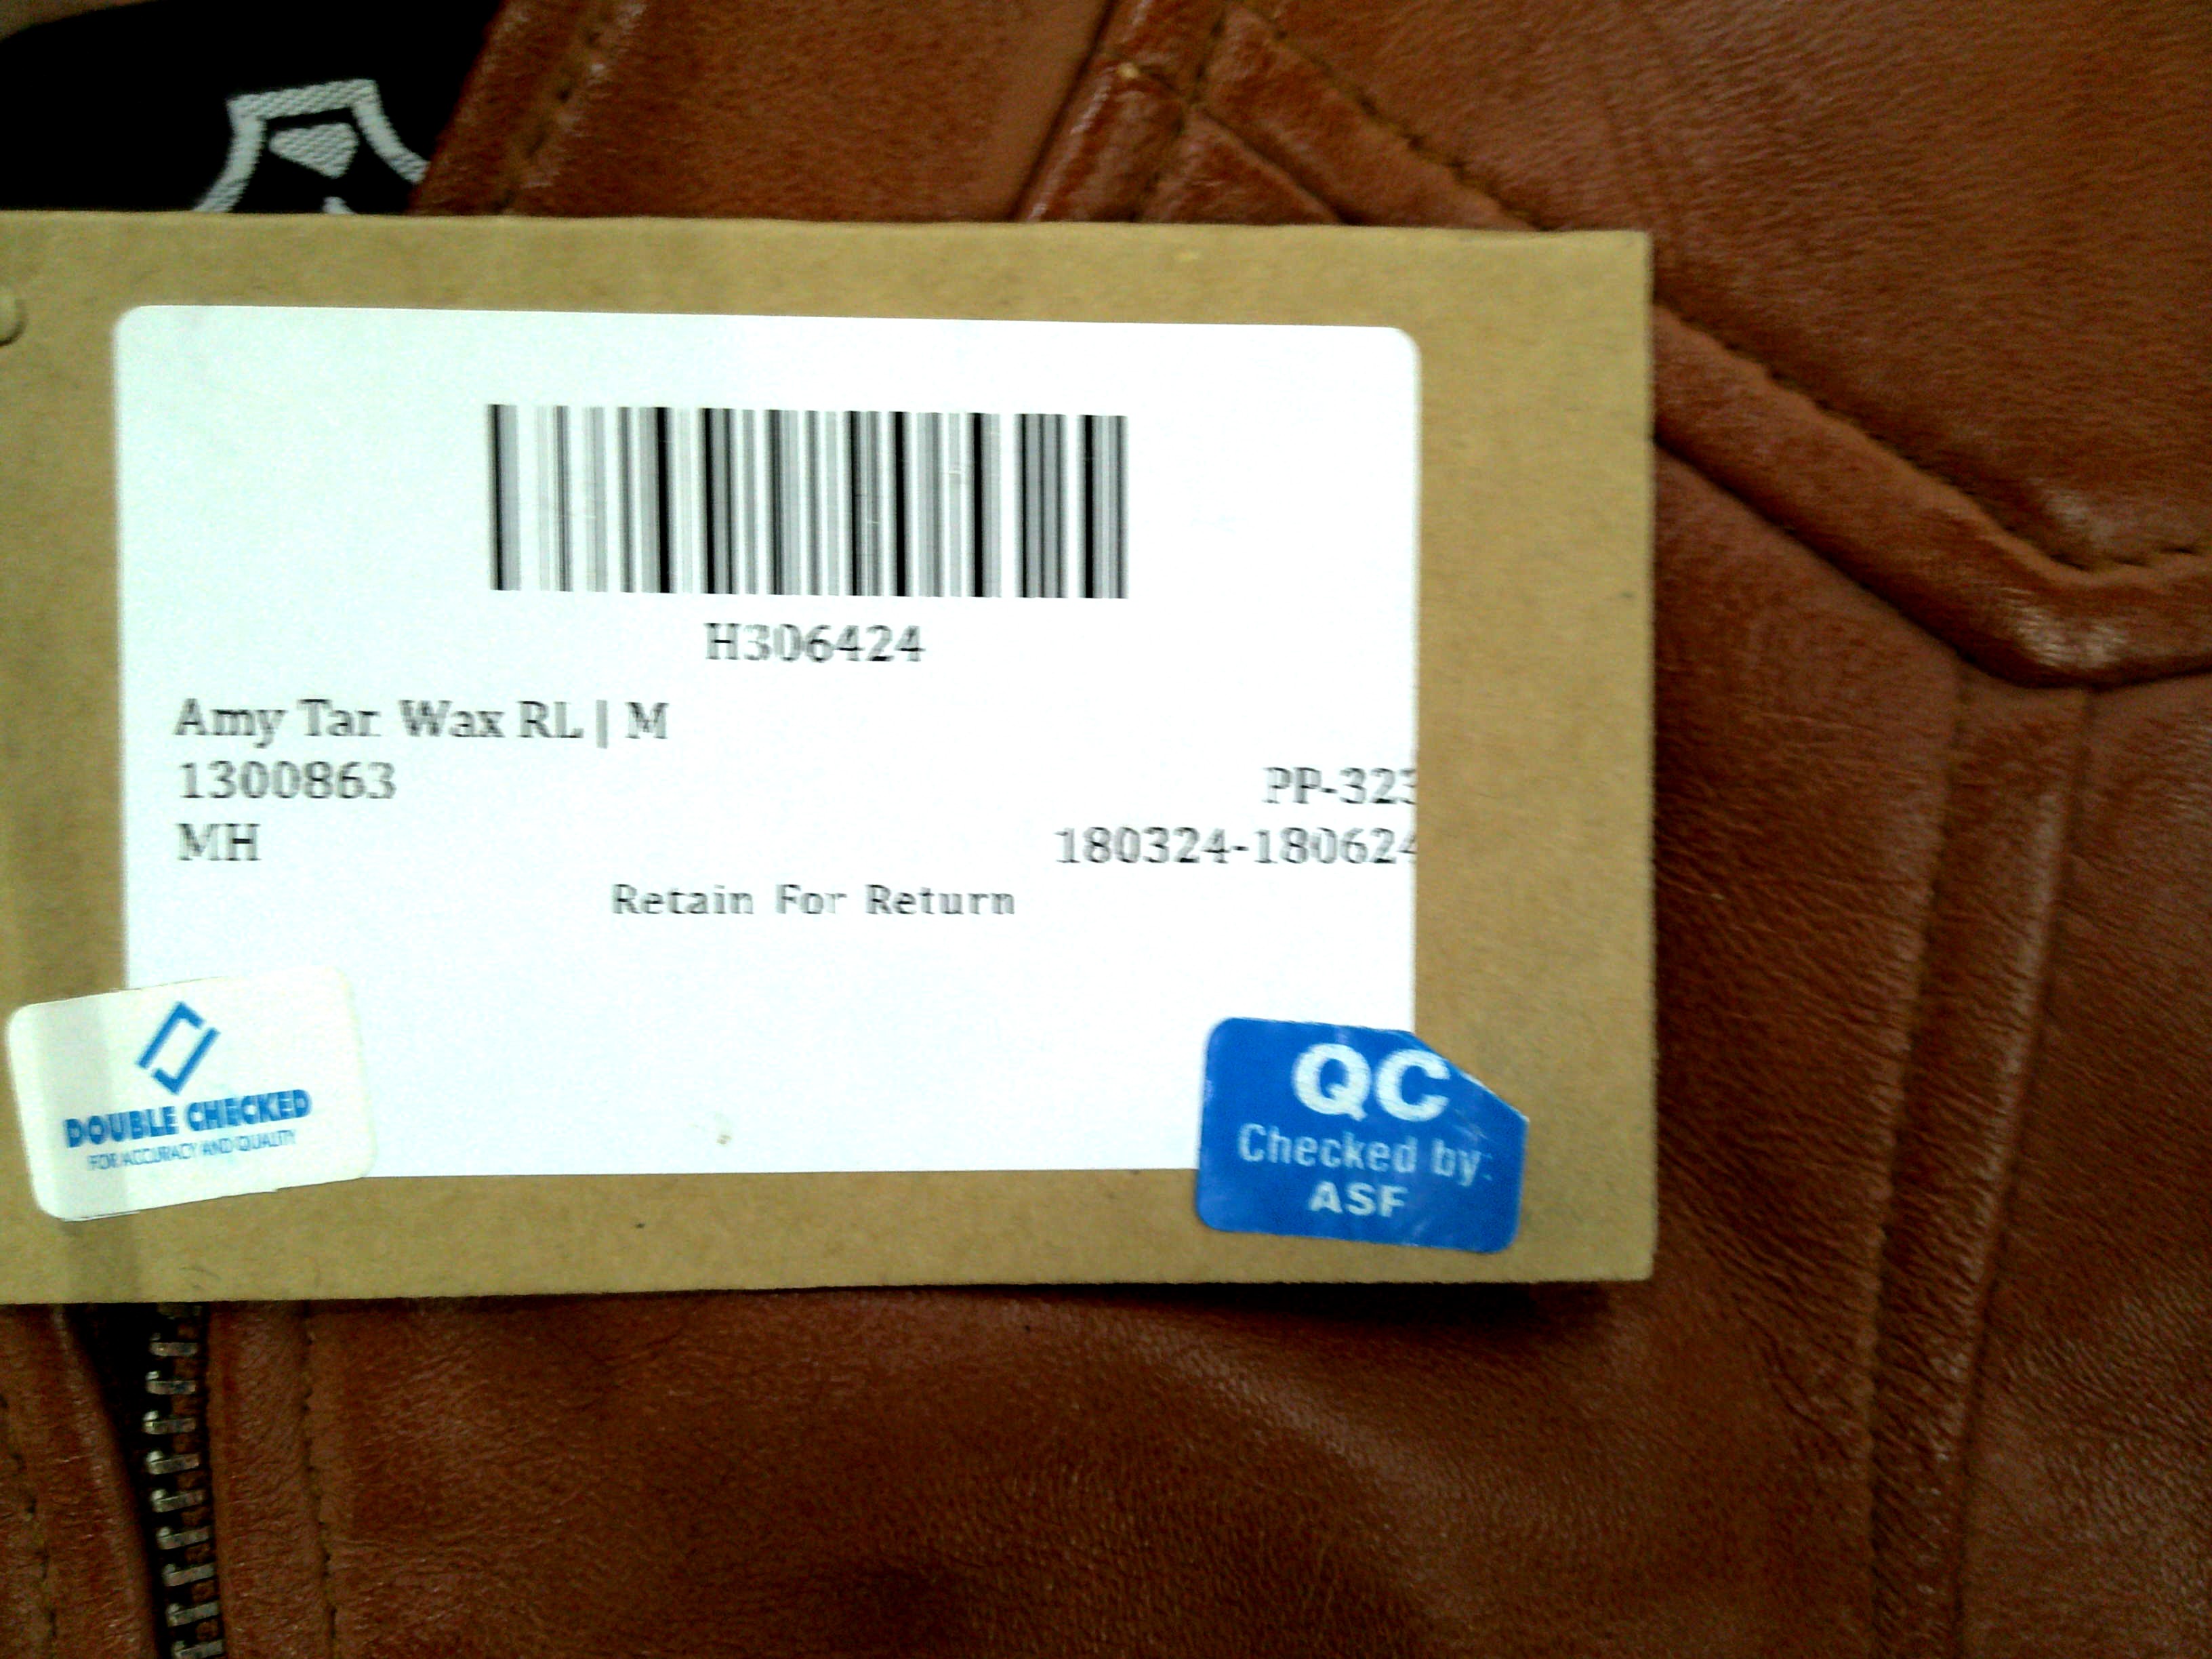 H306424
Amy Tan Wax RL | M
1300863
PP-323
MH
180324-180624
Retain For Return
DOUBLE CHECKED
FOR ACCURACY AND QUALITY
QC
Checked by:
ASF